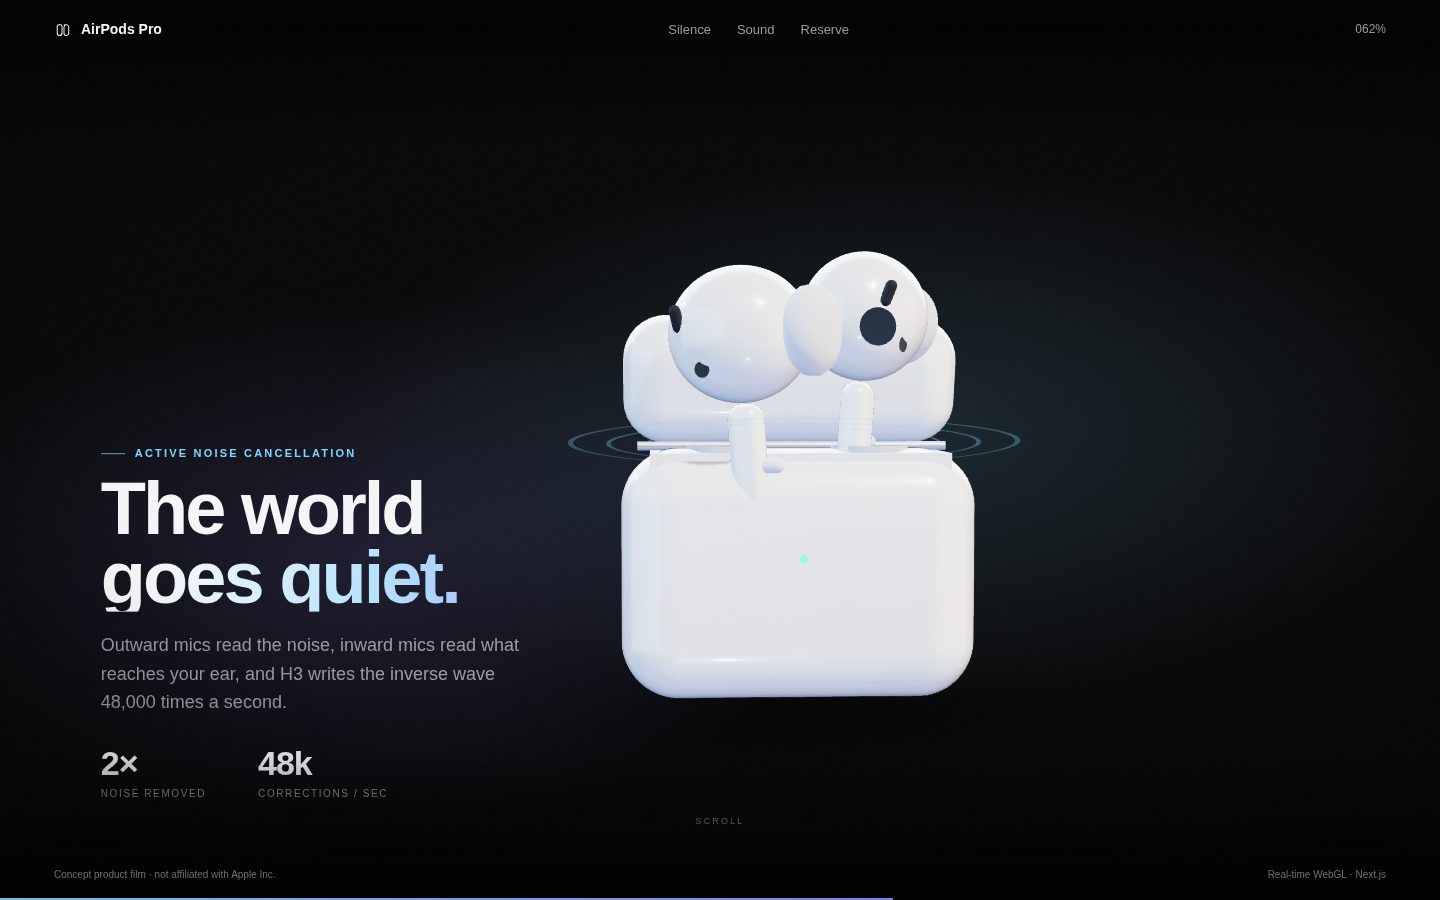 AirPods Pro
Silence
Sound
Reserve
062%
ACTIVE NOISE CANCELLATION
The world
goes quiet.
Outward mics read the noise, inward mics read what
reaches your ear, and H3 writes the inverse wave
48,000 times a second.
2×
NOISE REMOVED
48k
CORRECTIONS / SEC
SCROLL
Concept product film · not affiliated with Apple Inc.
Real-time WebGL · Next.js